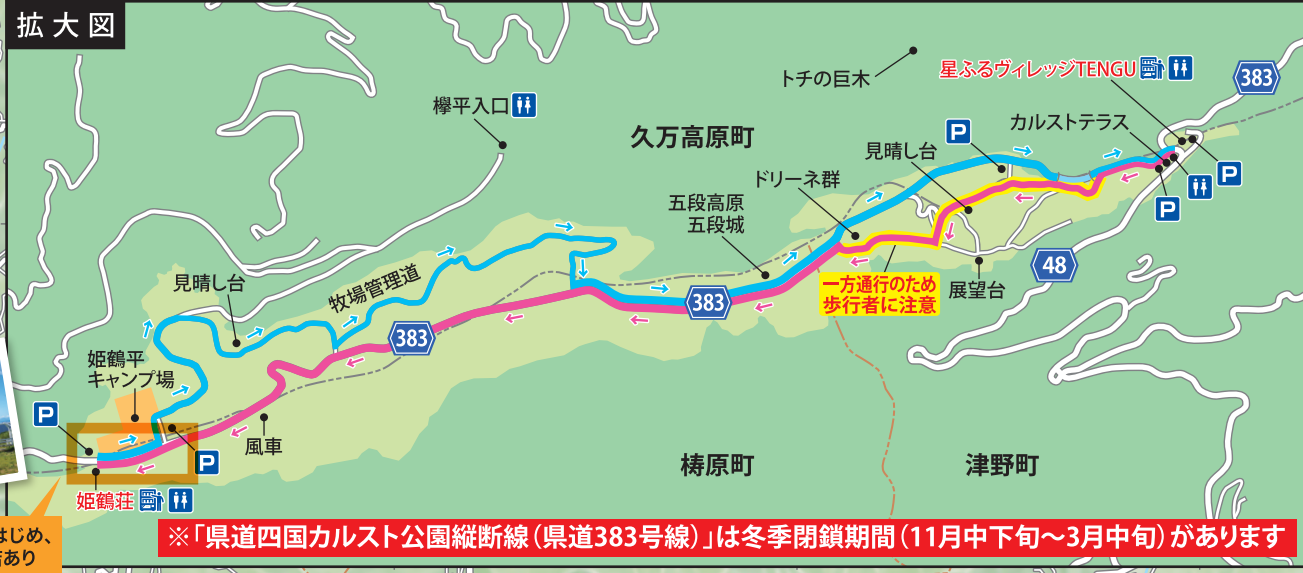 拡大図
トチの巨木
星ふるヴィレッジTENGU
383
欅平入口
久万高原町
P
カルストテラス
見晴し台
ドリーネ群
P
五段高原
五段城
P
48
見晴し台
牧場管理道
383
一方通行のため
歩行者に注意
展望台
383
姫鶴平
キャンプ場
P
風車
P
梼原町
津野町
姫鶴荘
はじめ、
店あり
※「県道四国カルスト公園縦断線（県道383号線）」は冬季閉鎖期間（11月中下旬～3月中旬）があります